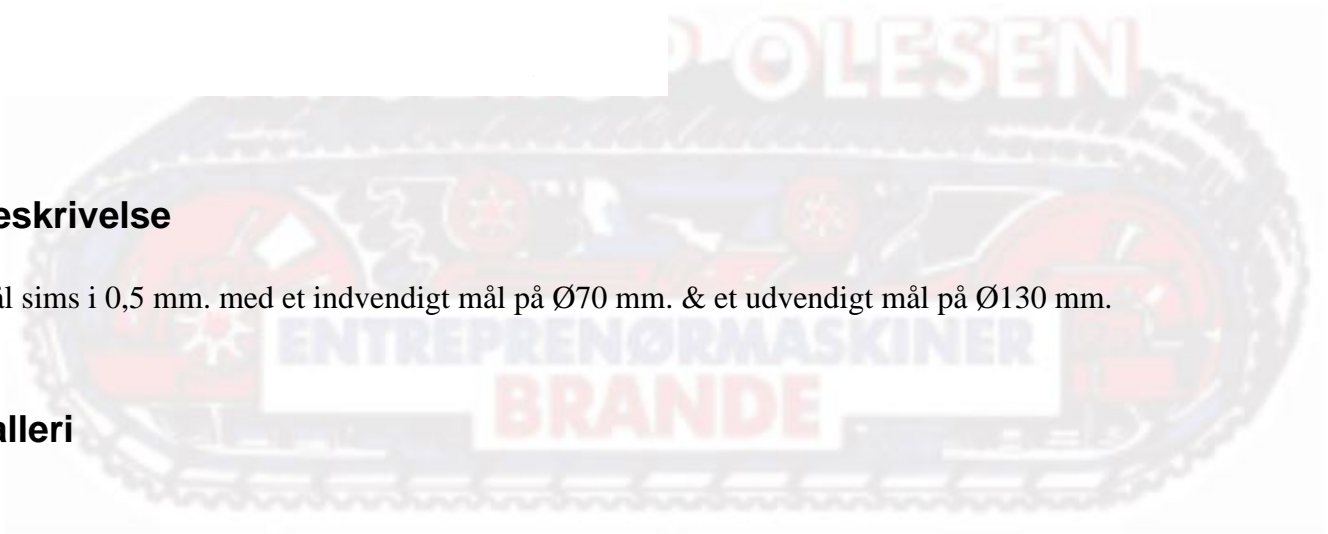 P OLESEN
eskrivelse
ål sims i 0,5 mm. med et indvendigt mål på Ø70 mm. & et udvendigt mål på Ø130 mm.
ENTREPRENØRMASKINER
BRANDE
alleri